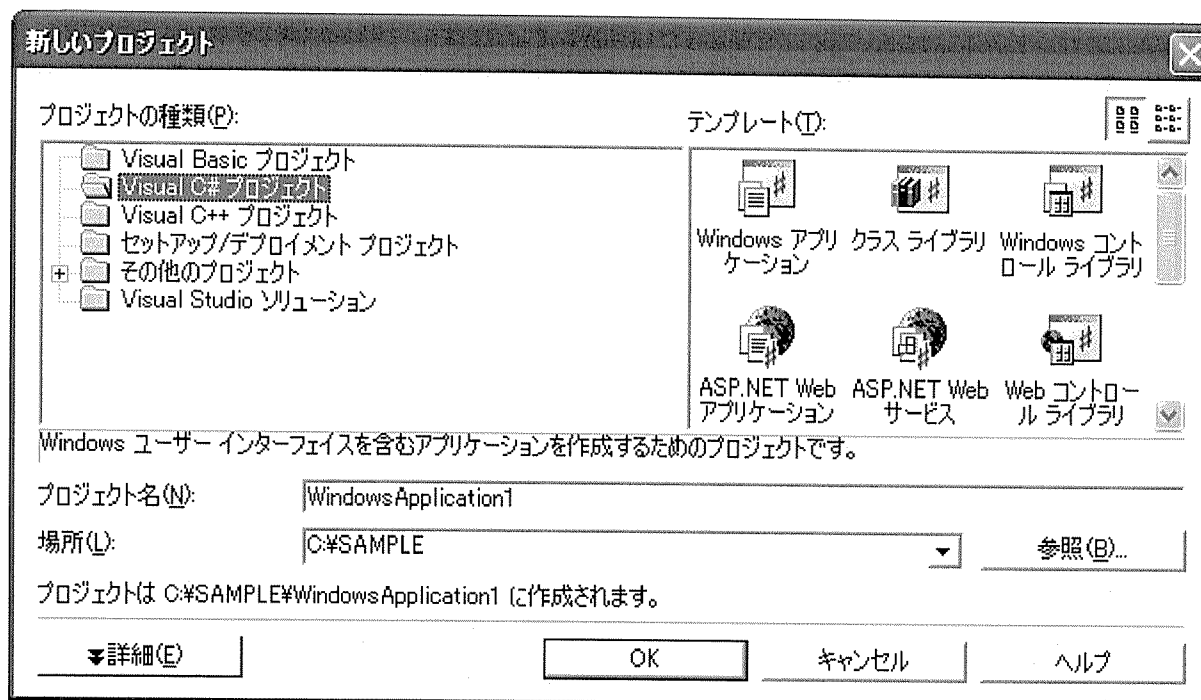 新しいプロジェクト
プロジェクトの種類(P):
Visual Basic プロジェクト
Visual C# プロジェクト
Visual C++ プロジェクト
セットアップ/デプロイメント プロジェクト
その他のプロジェクト
Visual Studio ソリューション
テンプレート(T):
Windows アプリ
ケーション
クラス ライブラリ
Windows コント
ロール ライブラリ
ASP.NET Web
アプリケーション
ASP.NET Web
サービス
Web コントロー
ル ライブラリ
Windows ユーザー インターフェイスを含むアプリケーションを作成するためのプロジェクトです。
プロジェクト名(N):
WindowsApplication1
場所(L):
C:¥SAMPLE
参照(B)...
プロジェクトは C:¥SAMPLE¥WindowsApplication1 に作成されます。
詳細(E)
OK
キャンセル
ヘルプ